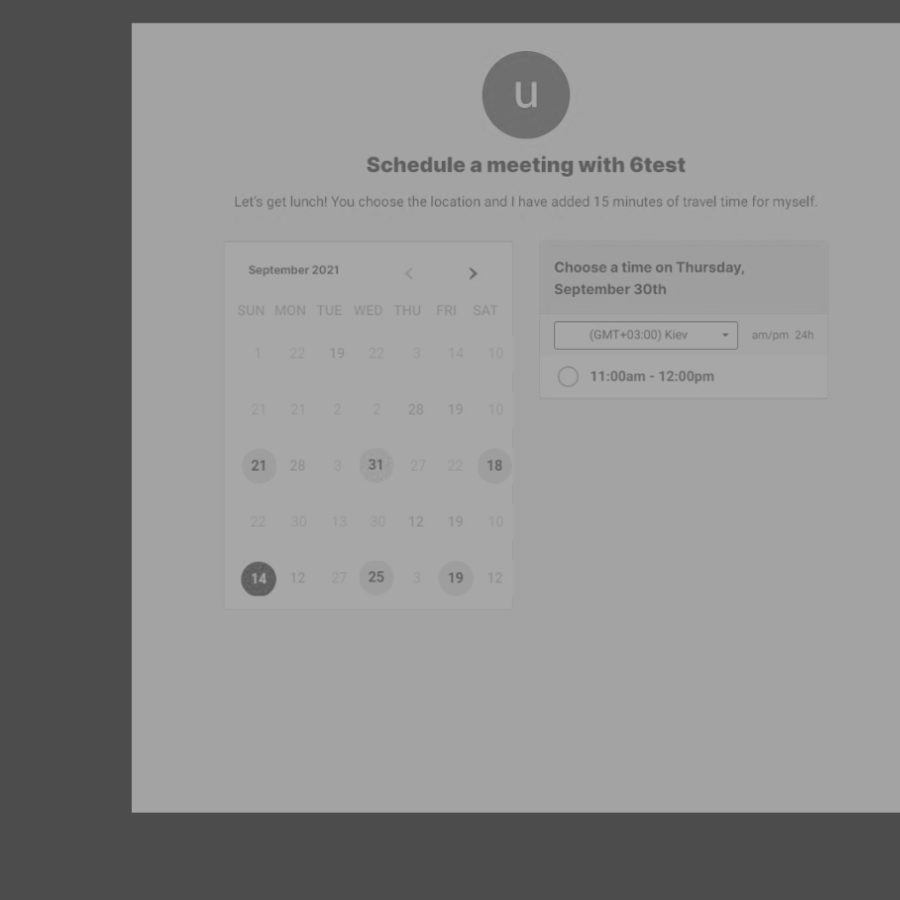 u
Schedule a meeting with 6test
Let's get lunch! You choose the location and I have added 15 minutes of travel time for myself.
September 2021
SUN MON TUE WED THU FRI SAT
1 22 19 22 3 14 10
21 21 2 2 28 19 10
21 28 3 31 27 22 18
22 30 13 30 12 19 10
14 12 27 25 3 19 12
Choose a time on Thursday,
September 30th
(GMT+03:00) Kiev am/pm 24h
11:00am - 12:00pm